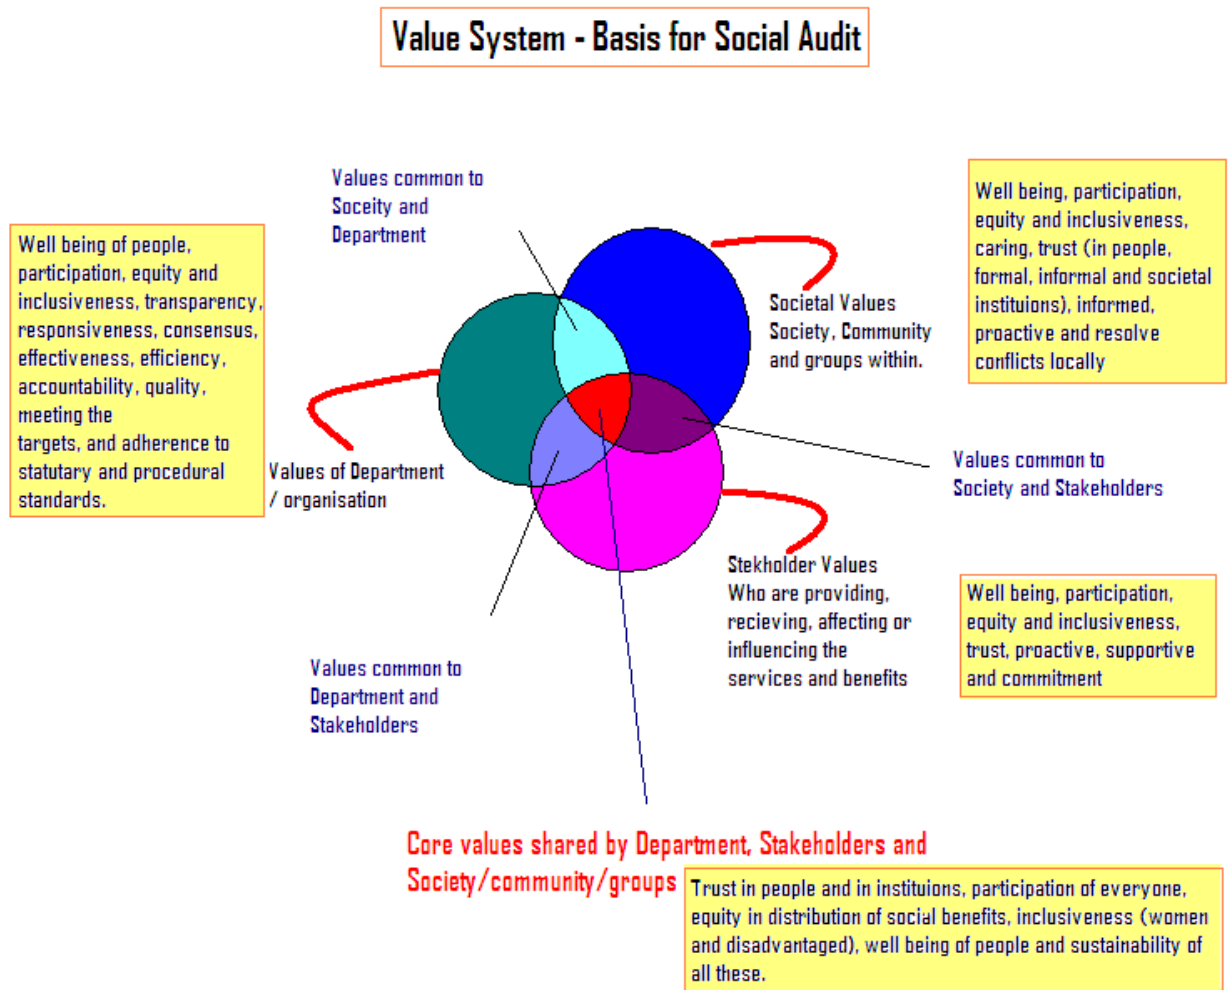 Value System - Basis for Social Audit
Values common to
Soceity and
Department
Well being, participation,
equity and inclusiveness,
caring, trust (in people,
formal, informal and societal
instituions), informed,
proactive and resolve
conflicts locally
Well being of people,
participation, equity and
inclusiveness, transparency,
responsiveness, consensus,
effectiveness, efficiency,
accountability, quality,
meeting the
targets, and adherence to
statutary and procedural
standards.
Societal Values
Society, Community
and groups within.
Values of Department
/ organisation
Values common to
Society and Stakeholders
Stekholder Values
Who are providing,
recieving, affecting or
influencing the
services and benefits
Well being, participation,
equity and inclusiveness,
trust, proactive, supportive
and commitment
Values common to
Department and
Stakeholders
Core values shared by Department, Stakeholders and
Society/community/groups
Trust in people and in instituions, participation of everyone,
equity in distribution of social benefits, inclusiveness (women
and disadvantaged), well being of people and sustainability of
all these.